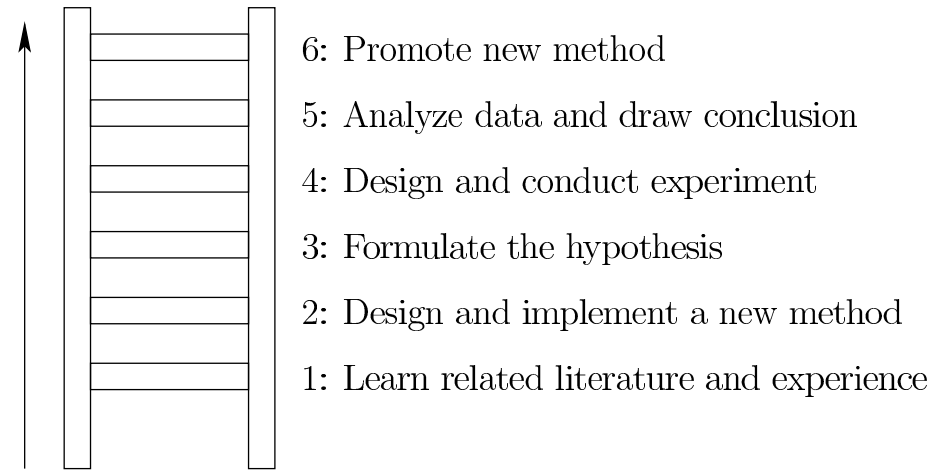 6: Promote new method
5: Analyze data and draw conclusion
4: Design and conduct experiment
3: Formulate the hypothesis
2: Design and implement a new method
1: Learn related literature and experience